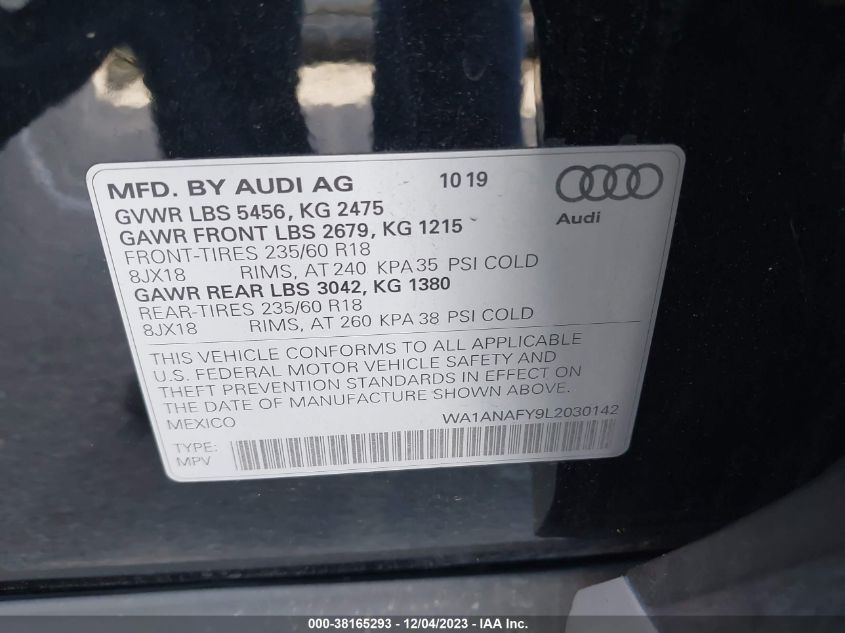 MFD. BY AUDI AG 10 19
GVWR LBS 5456, KG 2475
GAWR FRONT LBS 2679, KG 1215
FRONT-TIRES 235/60 R18
8JX18 RIMS, AT 240 KPA 35 PSI COLD
GAWR REAR LBS 3042, KG 1380
REAR-TIRES 235/60 R18
8JX18 RIMS, AT 260 KPA 38 PSI COLD
Audi
THIS VEHICLE CONFORMS TO ALL APPLICABLE
U.S. FEDERAL MOTOR VEHICLE SAFETY AND
THEFT PREVENTION STANDARDS IN EFFECT ON
THE DATE OF MANUFACTURE SHOWN ABOVE.
MEXICO WA1ANAFY9L2030142
TYPE:
MPV
000-38165293 - 12/04/2023 - IAA Inc.